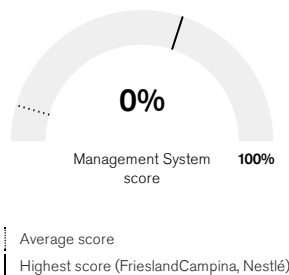 0%
Management System
score
100%
Average score
Highest score (FrieslandCampina, Nestlé)